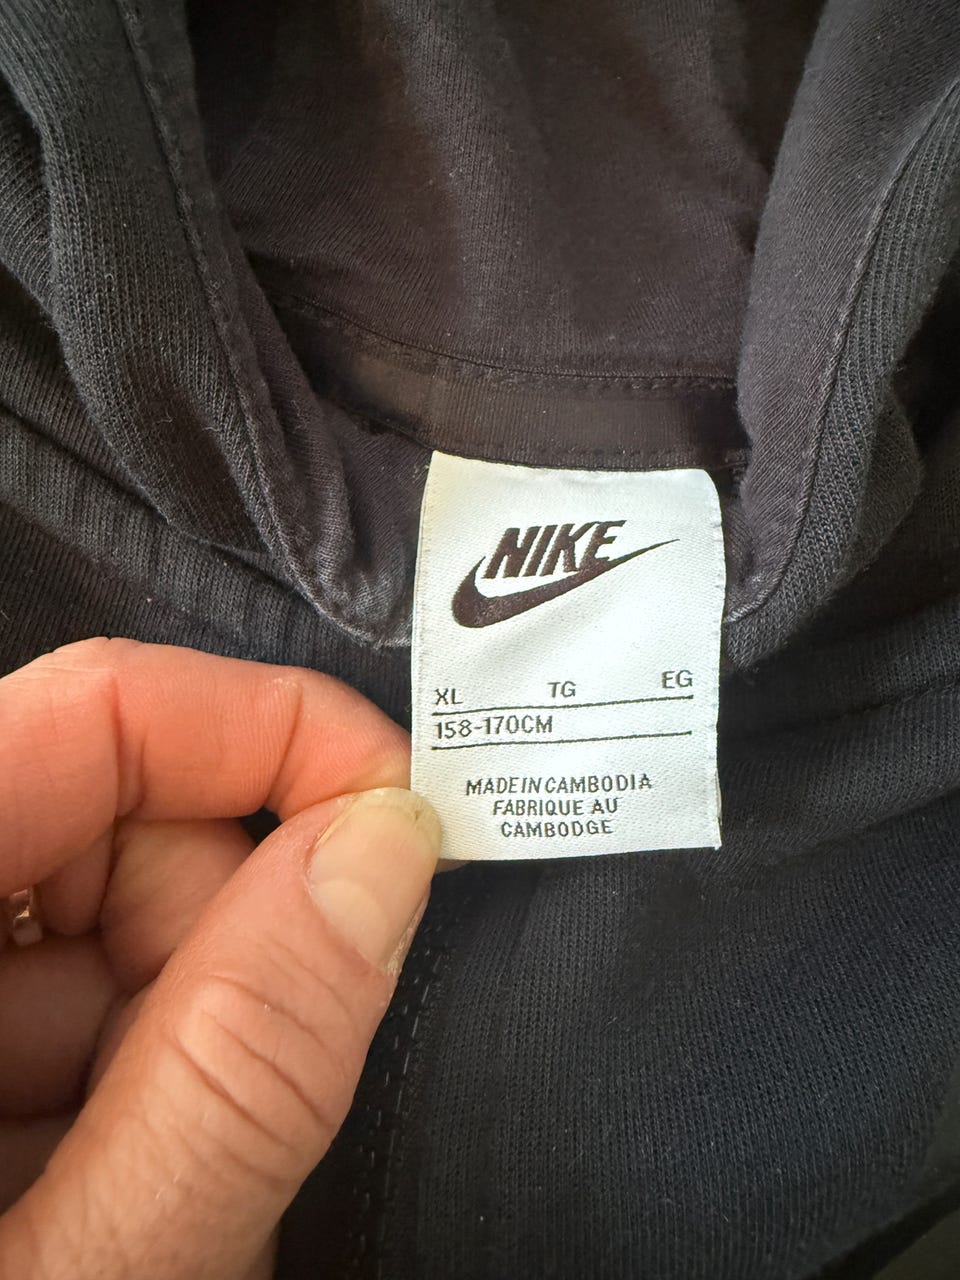 NIKE
XL TG EG
158-170CM
MADE IN CAMBODIA
FABRIQUE AU
CAMBODGE